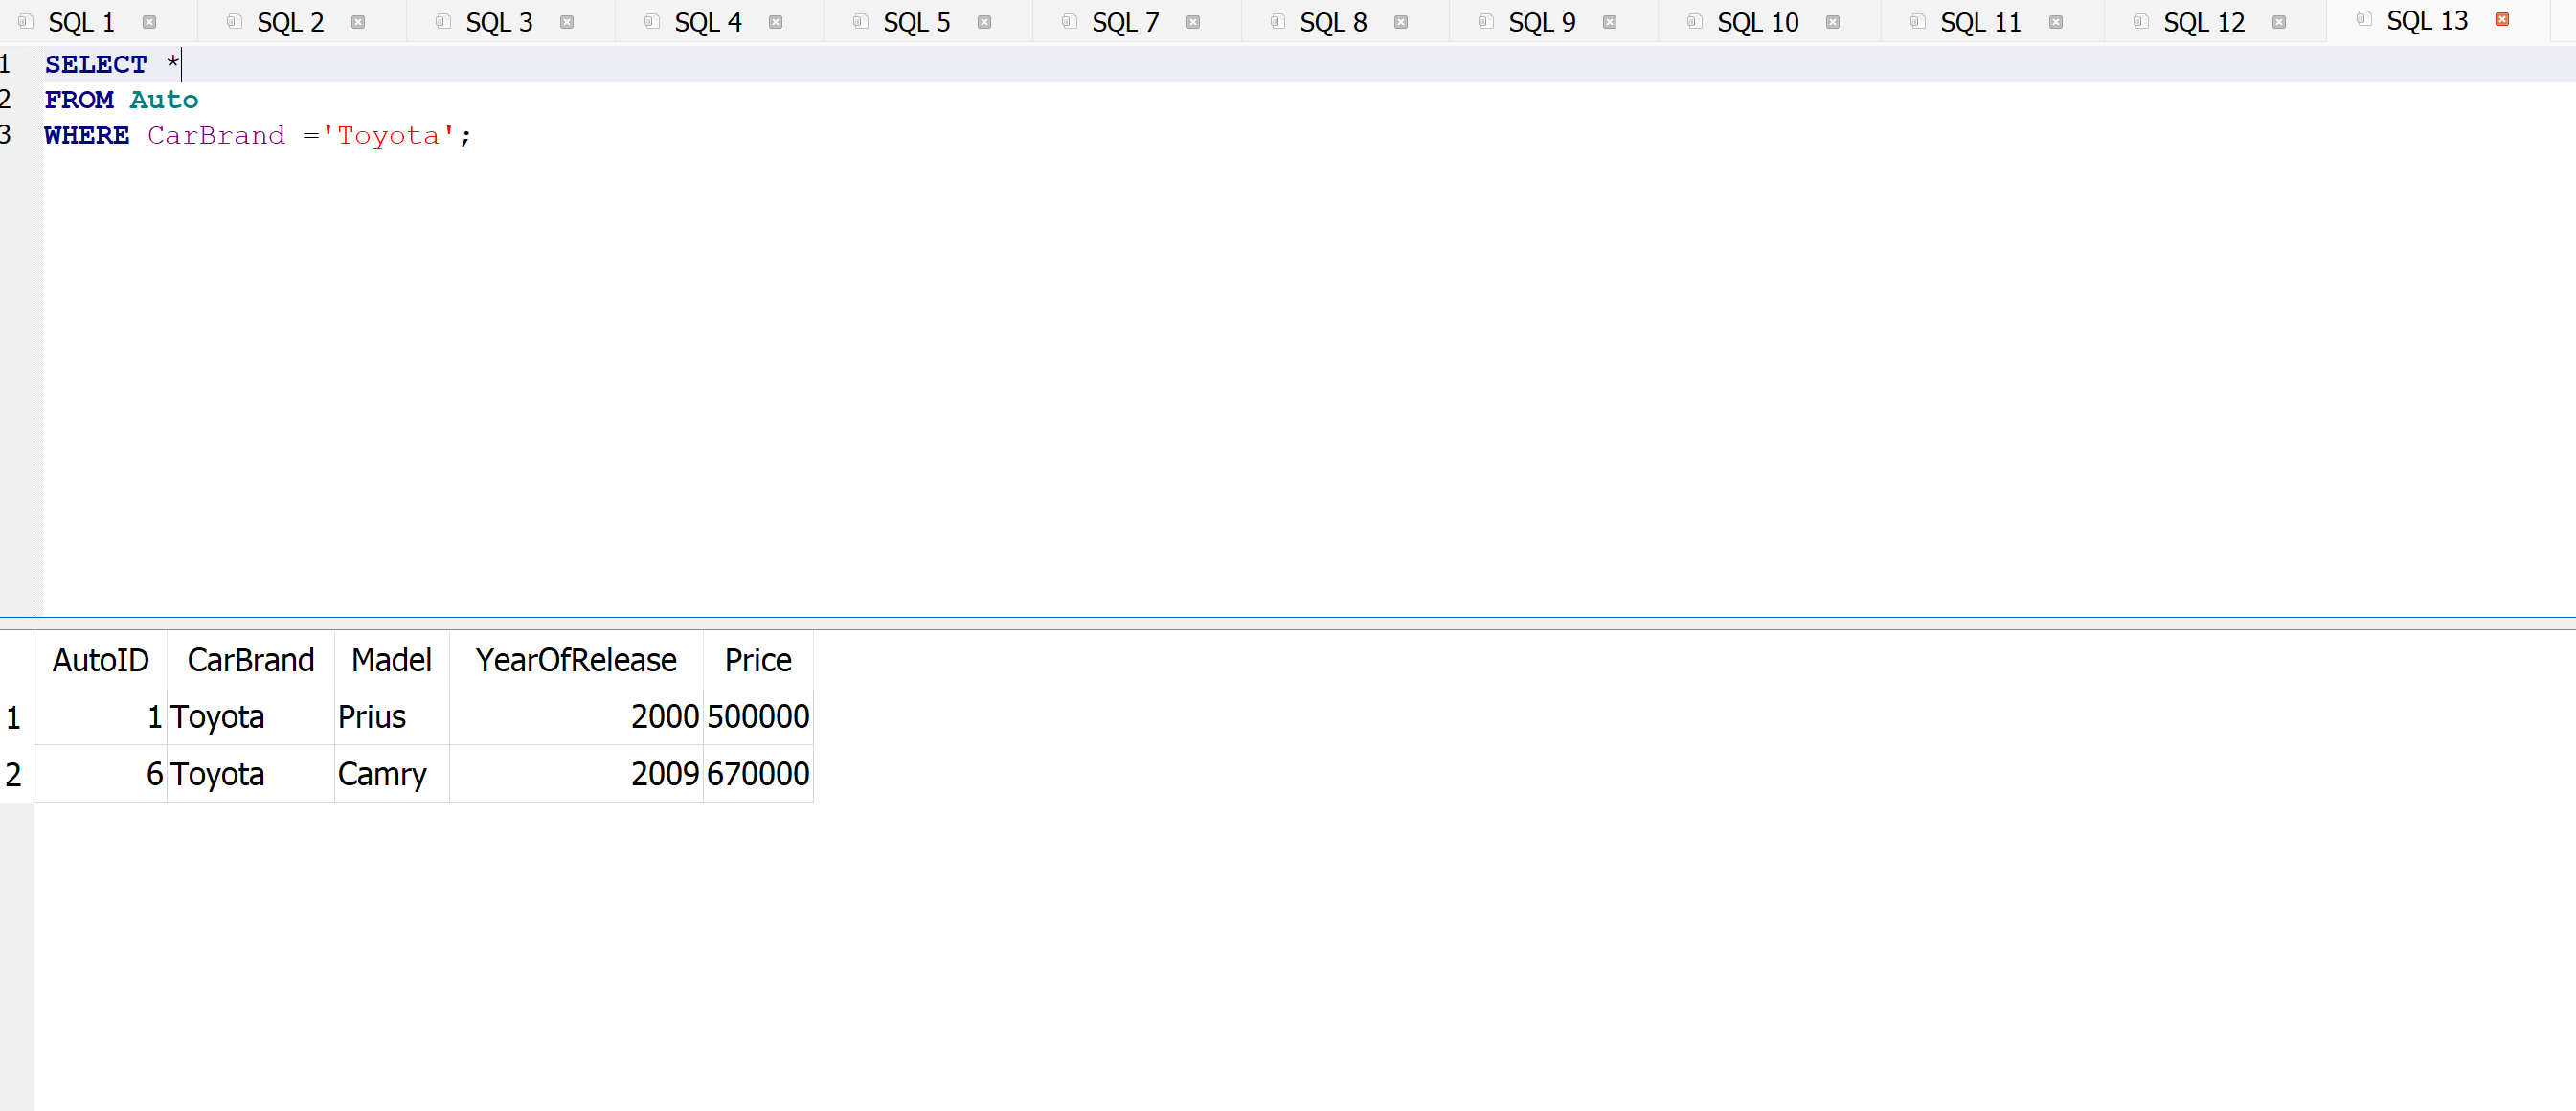 SQL 1 SQL 2 SQL 3 SQL 4 SQL 5 SQL 7 SQL 8 SQL 9 SQL 10 SQL 11 SQL 12 SQL 13
1 SELECT *
2 FROM Auto
3 WHERE CarBrand ='Toyota';
AutoID CarBrand Madel YearOfRelease Price
1 1 Toyota Prius 2000 500000
2 6 Toyota Camry 2009 670000